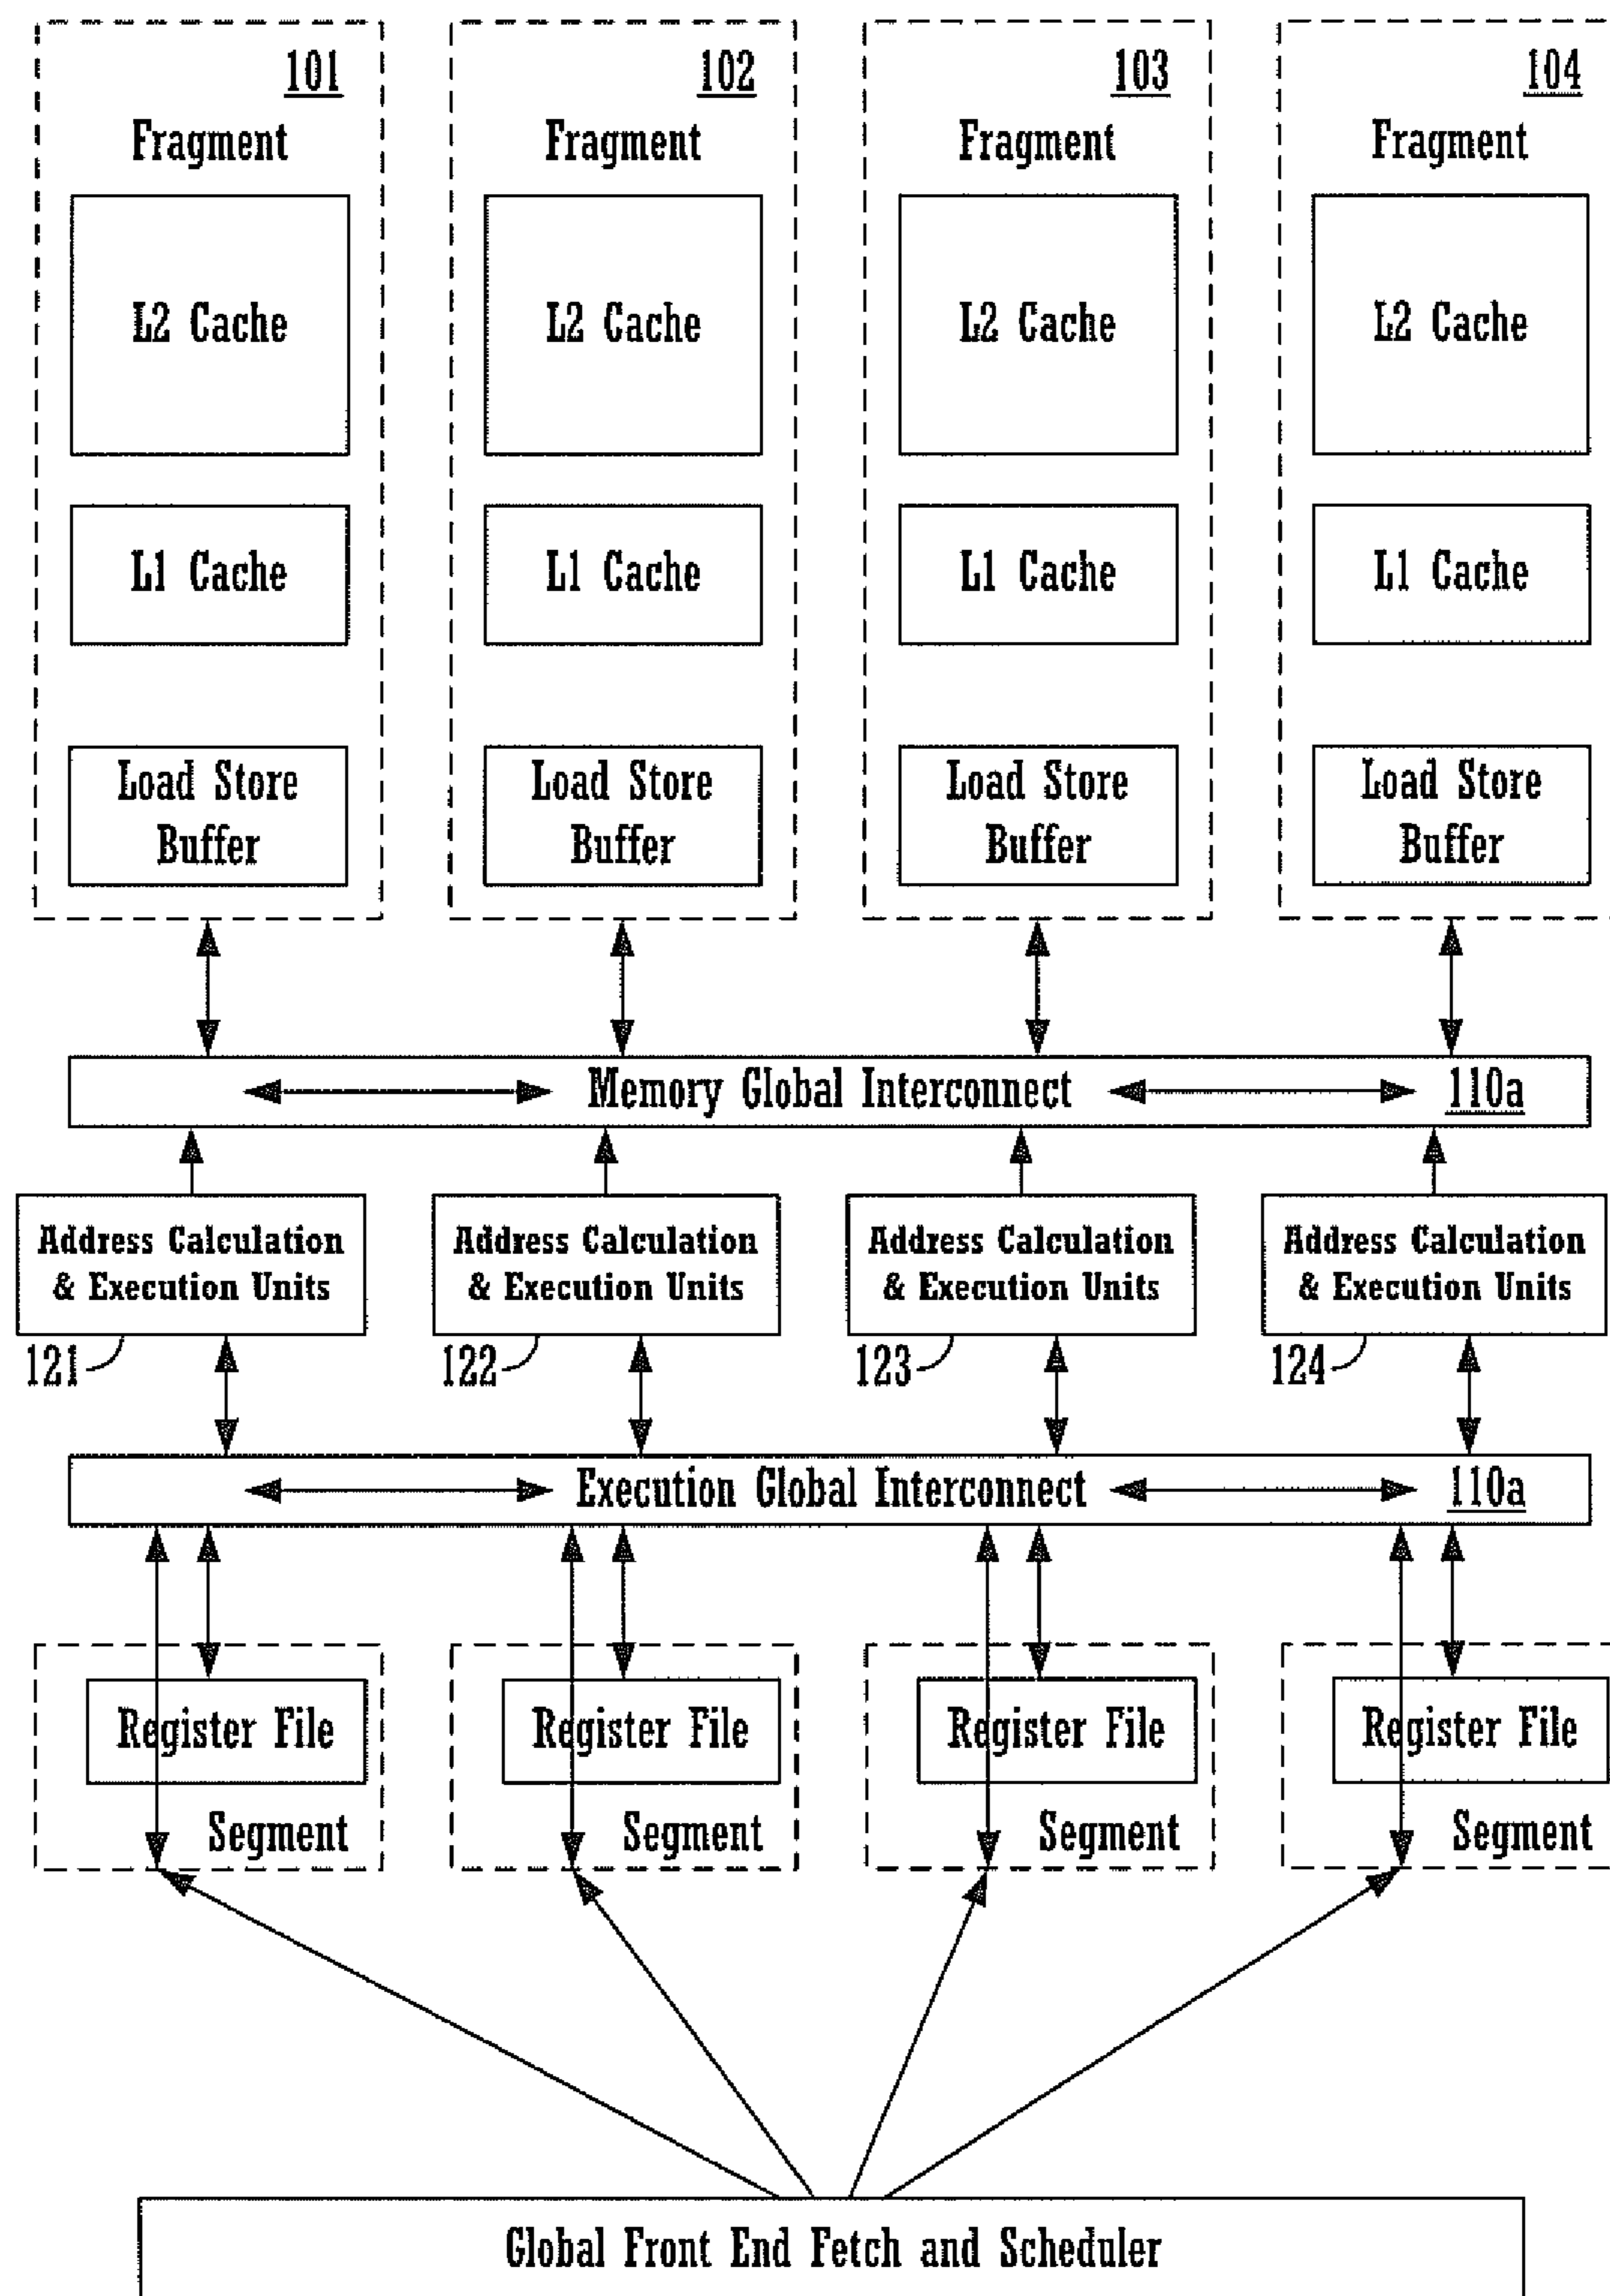 101 102 103 104
Fragment Fragment Fragment Fragment
L2 Cache L2 Cache L2 Cache L2 Cache
L1 Cache L1 Cache L1 Cache L1 Cache
Load Store Load Store Load Store Load Store
Buffer Buffer Buffer Buffer
Memory Global Interconnect 110a
Address Calculation Address Calculation Address Calculation Address Calculation
& Execution Units & Execution Units & Execution Units & Execution Units
121 122 123 124
Execution Global Interconnect 110a
Register File Register File Register File Register File
Segment Segment Segment Segment
Global Front End Fetch and Scheduler